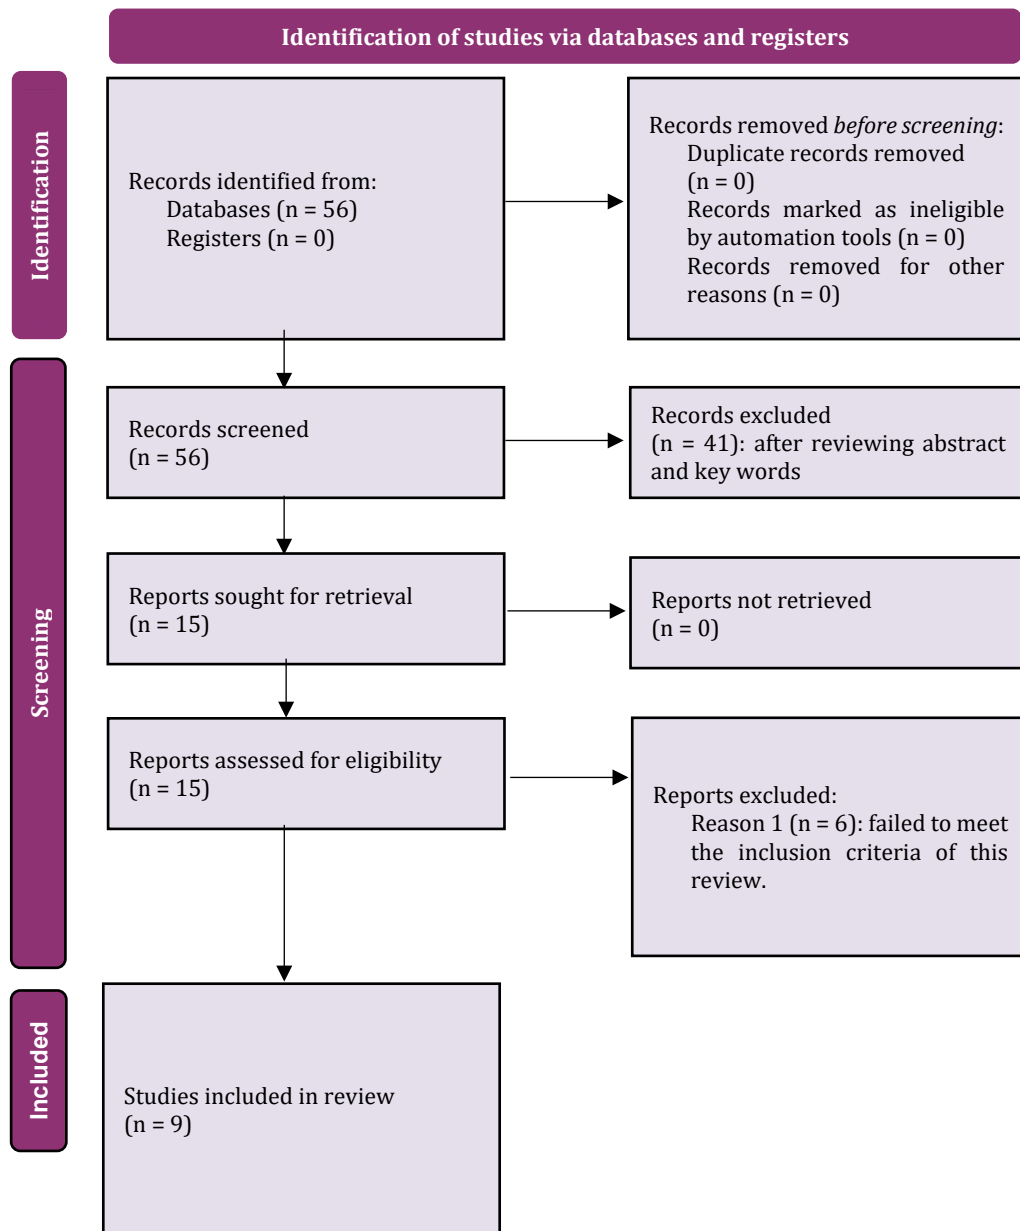 Identification of studies via databases and registers
Identification
Records identified from:
Databases (n = 56)
Registers (n = 0)
Records removed before screening:
Duplicate records removed
(n = 0)
Records marked as ineligible
by automation tools (n = 0)
Records removed for other
reasons (n = 0)
Screening
Records screened
(n = 56)
Records excluded
(n = 41): after reviewing abstract
and key words
Reports sought for retrieval
(n = 15)
Reports not retrieved
(n = 0)
Reports assessed for eligibility
(n = 15)
Reports excluded:
Reason 1 (n = 6): failed to meet
the inclusion criteria of this
review.
Included
Studies included in review
(n = 9)